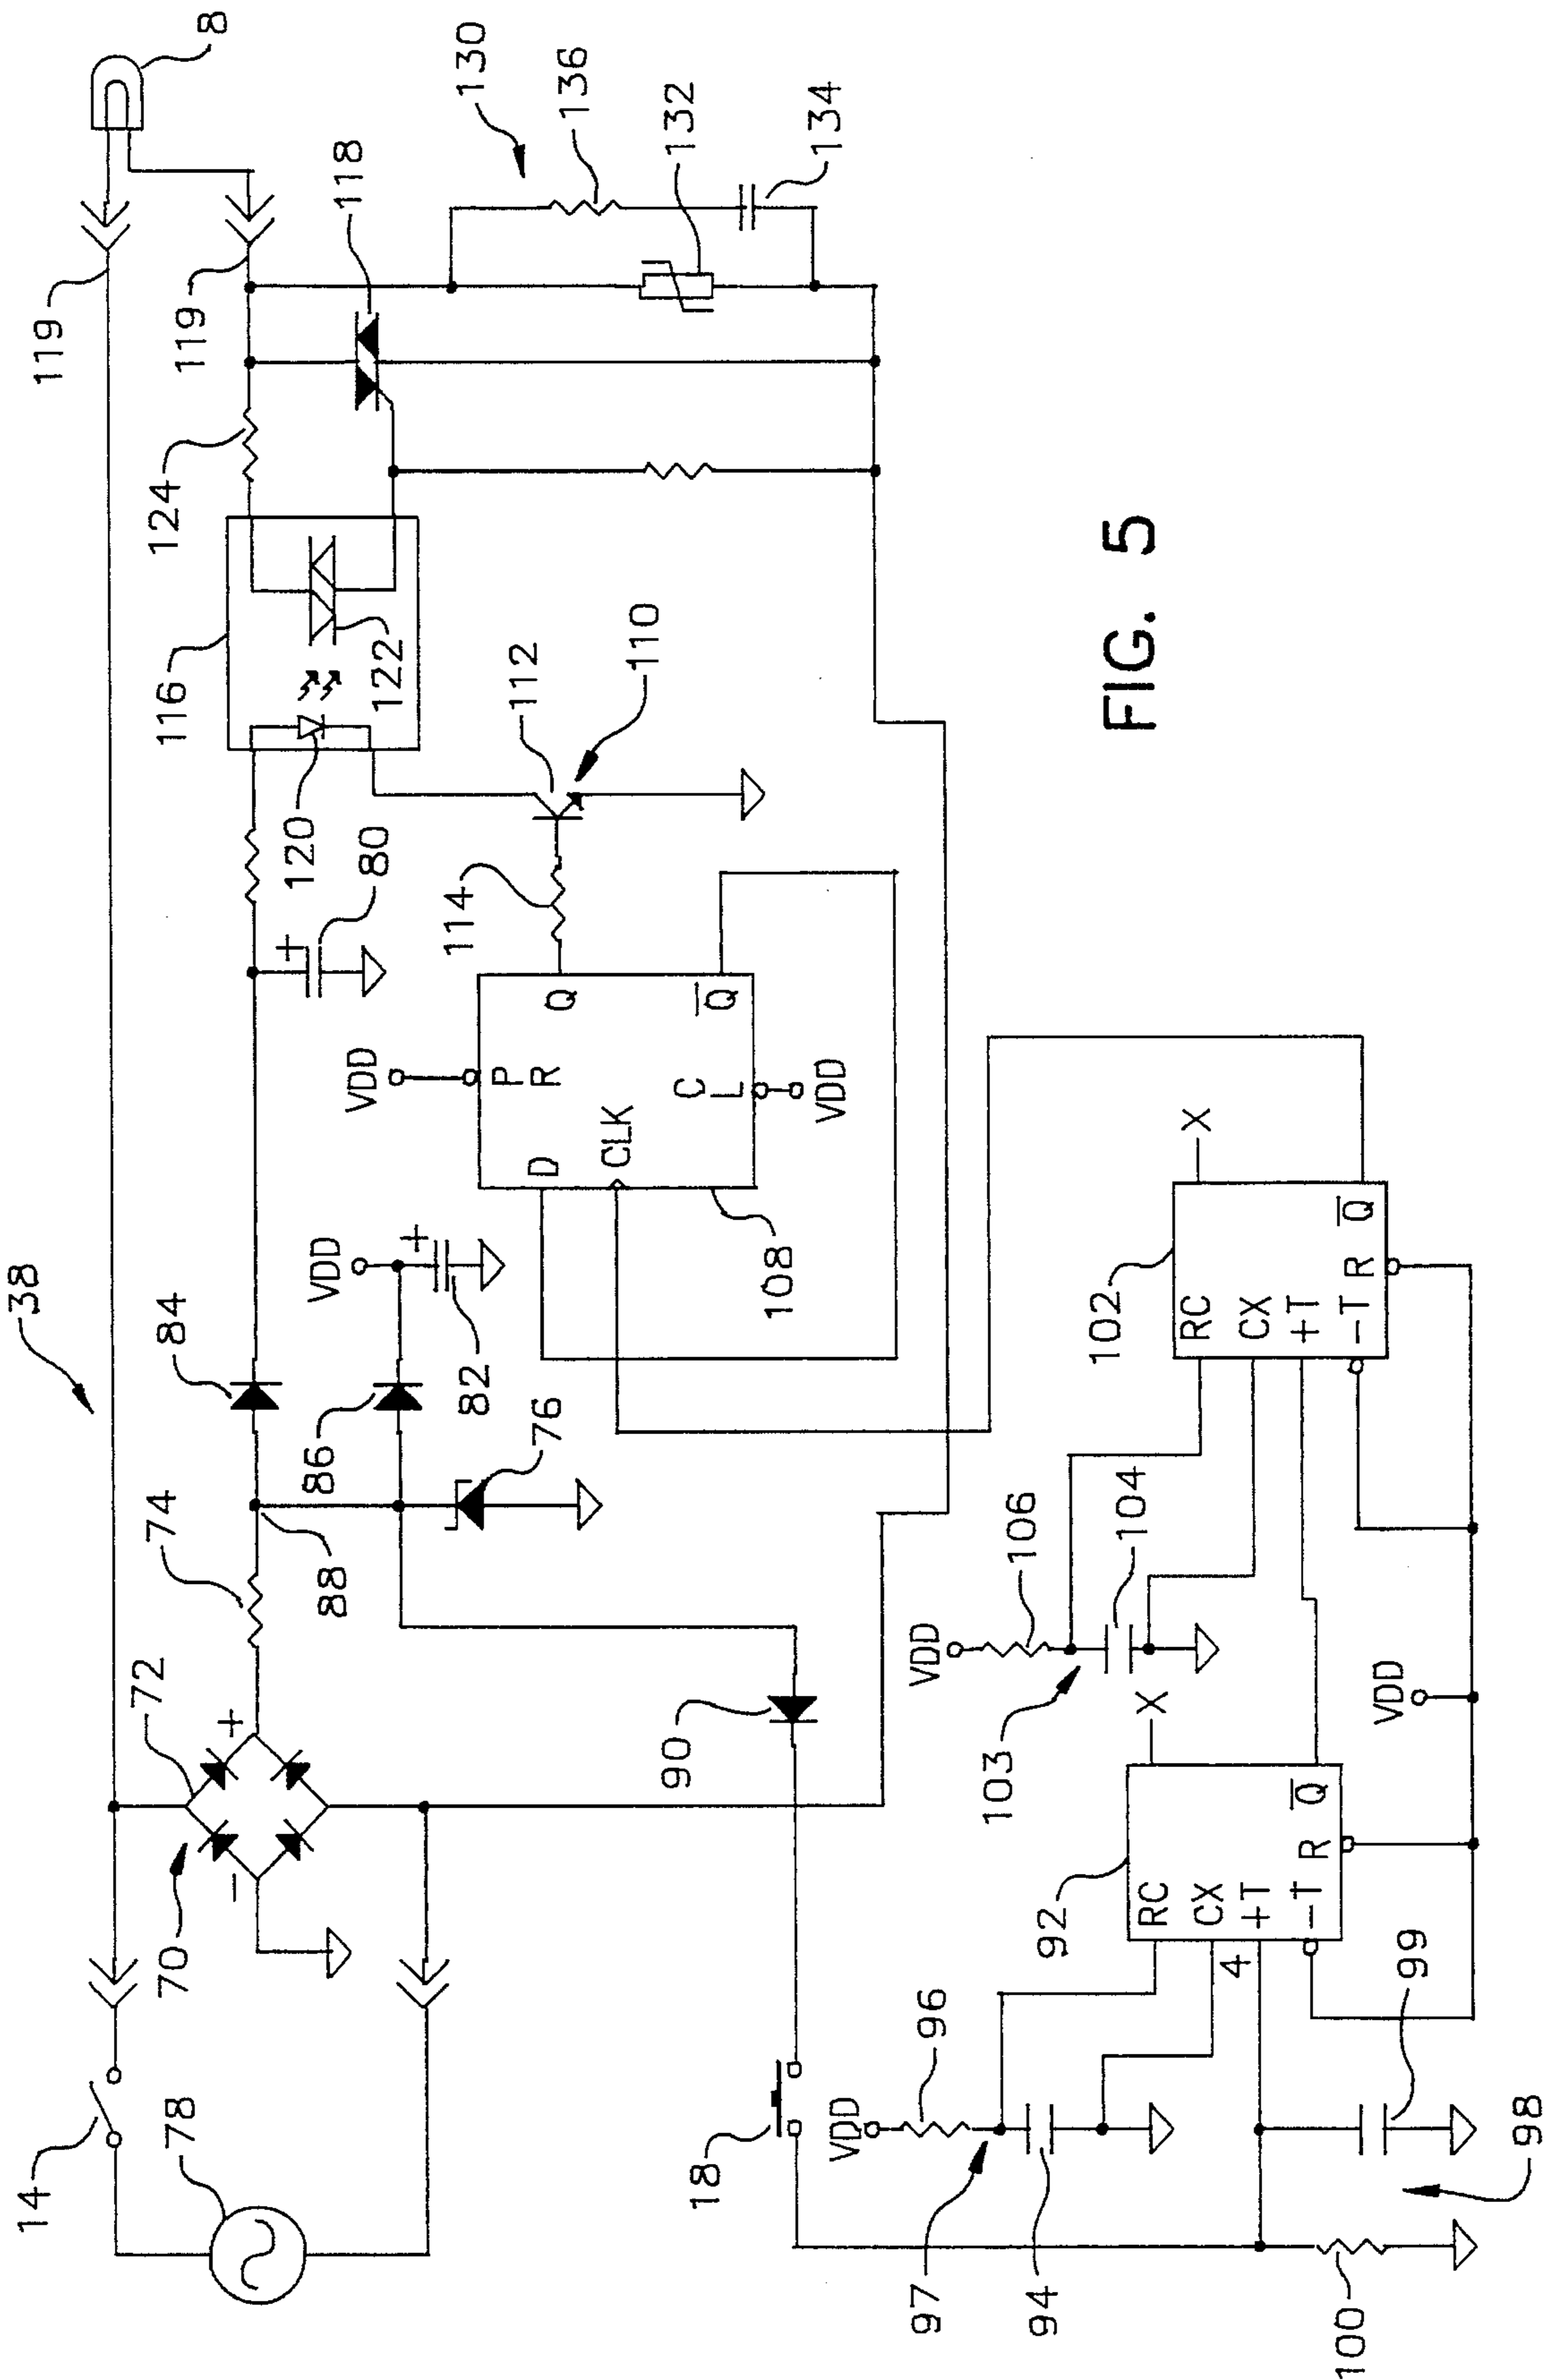 38
119
8
14
78
70
72
74
84
88
86
VDD
82
76
80
120
116
122
124
119
118
130
136
132
134
90
18
VDD
PR
D
CLK
Q
Q̅
CL
VDD
108
114
112
110
VDD
96
97
94
92
RC
CX
4
+T
-T
R
Q̅
X
99
98
100
VDD
106
103
104
102
RC
CX
+T
-T
R
Q̅
X
VDD
+
-
+
+
FIG. 5